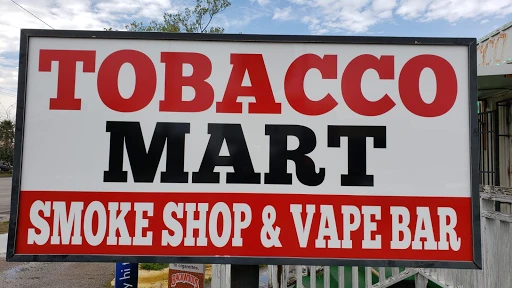 TOBACCO
MART
SMOKE SHOP & VAPE BAR